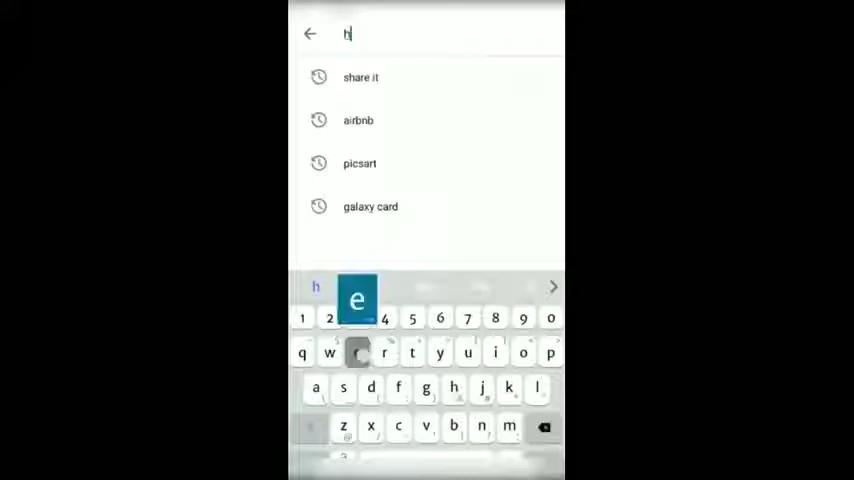 h
share it
airbnb
picsart
galaxy card
h
e
1 2 4 5 6 7 8 9 0
q w r t y u i o p
a s d f g h j k l
z x c v b n m